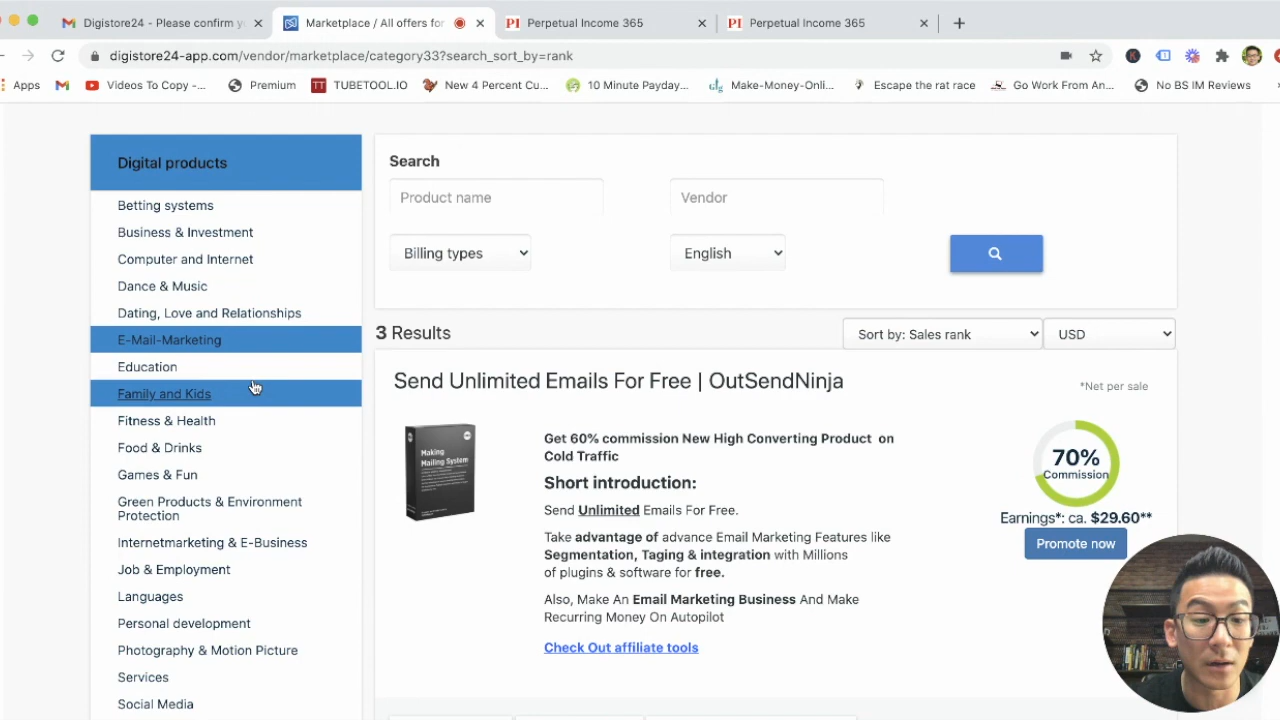 Digistore24 - Please confirm y
Marketplace / All offers for
PI Perpetual Income 365
PI Perpetual Income 365
digistore24-app.com/vendor/marketplace/category33?search_sort_by=rank
Apps
Videos To Copy -...
Premium
TT TUBETOOL.IO
New 4 Percent Cu...
10 Minute Payday...
Make-Money-Onli...
Escape the rat race
Go Work From An...
No BS IM Reviews
Digital products
Betting systems
Business & Investment
Computer and Internet
Dance & Music
Dating, Love and Relationships
E-Mail-Marketing
Education
Family and Kids
Fitness & Health
Food & Drinks
Games & Fun
Green Products & Environment
Protection
Internetmarketing & E-Business
Job & Employment
Languages
Personal development
Photography & Motion Picture
Services
Social Media
Search
Product name
Vendor
Billing types
English
3 Results
Sort by: Sales rank
USD
Send Unlimited Emails For Free | OutSendNinja
*Net per sale
Making
Mailing System
Get 60% commission New High Converting Product on
Cold Traffic
Short introduction:
Send Unlimited Emails For Free.
Take advantage of advance Email Marketing Features like
Segmentation, Taging & integration with Millions
of plugins & software for free.
Also, Make An Email Marketing Business And Make
Recurring Money On Autopilot
Check Out affiliate tools
70%
Commission
Earnings*: ca. $29.60**
Promote now